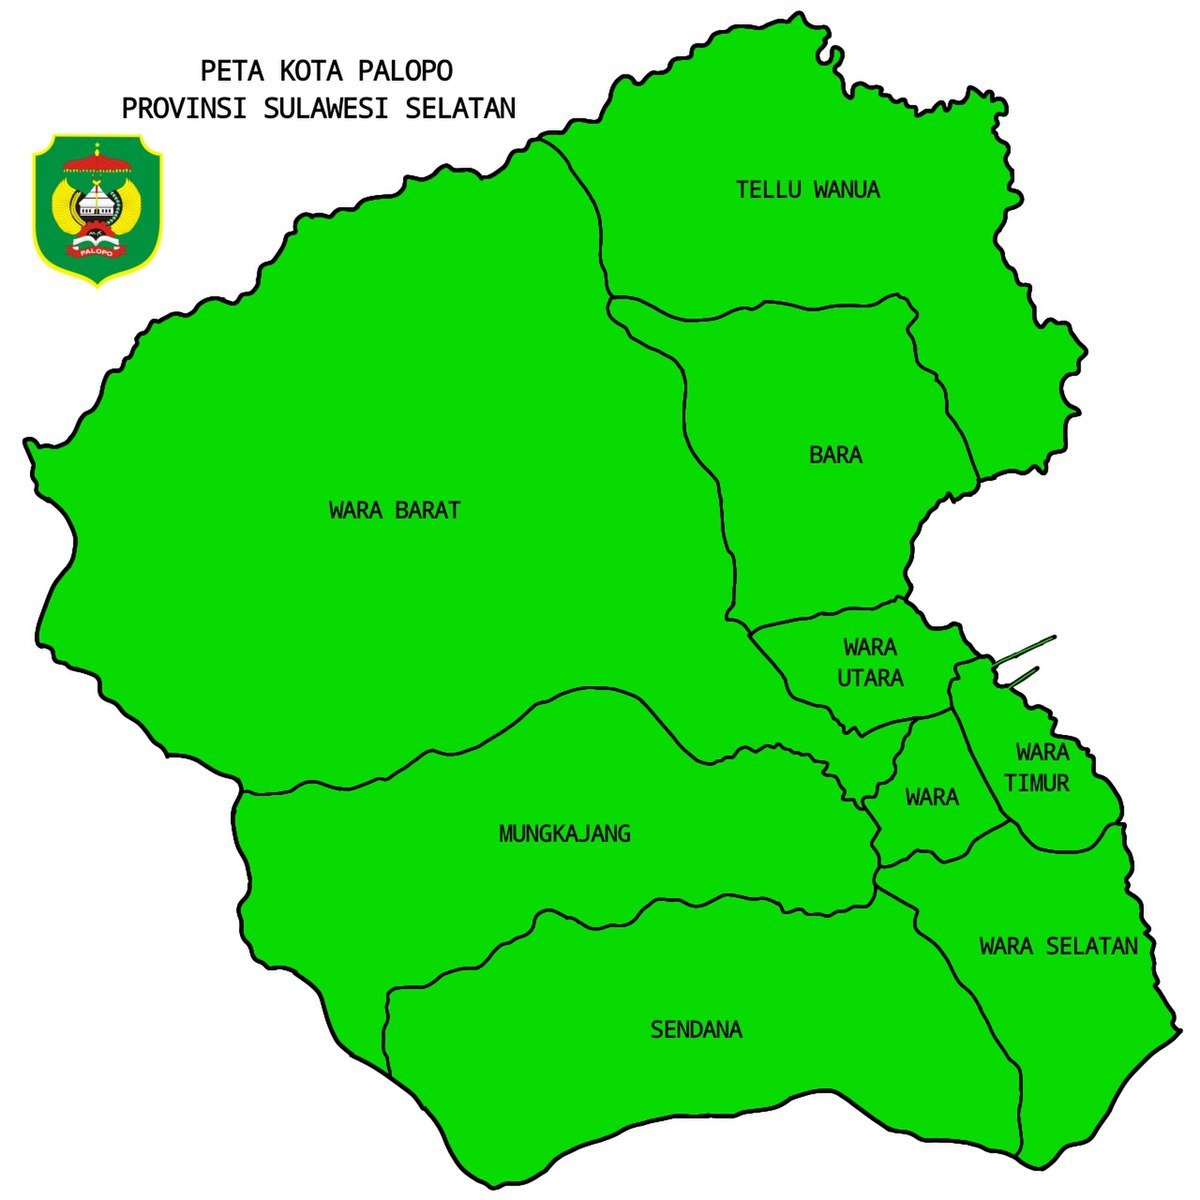 PETA KOTA PALOPO
PROVINSI SULAWESI SELATAN
PALOPO
TELLU WANUA
BARA
WARA BARAT
WARA
UTARA
WARA
TIMUR
WARA
MUNGKAJANG
WARA SELATAN
SENDANA